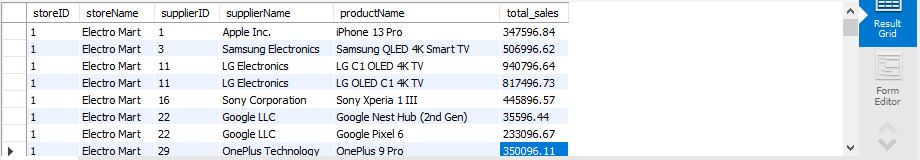 storeID storeName supplierID supplierName productName total_sales
1 Electro Mart 1 Apple Inc. iPhone 13 Pro 347596.84
1 Electro Mart 3 Samsung Electronics Samsung QLED 4K Smart TV 506996.62
1 Electro Mart 11 LG Electronics LG C1 OLED 4K TV 940796.64
1 Electro Mart 11 LG Electronics LG OLED C1 4K TV 817496.73
1 Electro Mart 16 Sony Corporation Sony Xperia 1 III 445896.57
1 Electro Mart 22 Google LLC Google Nest Hub (2nd Gen) 35596.44
1 Electro Mart 22 Google LLC Google Pixel 6 233096.67
1 Electro Mart 29 OnePlus Technology OnePlus 9 Pro 350096.11
Result
Grid
Form
Editor